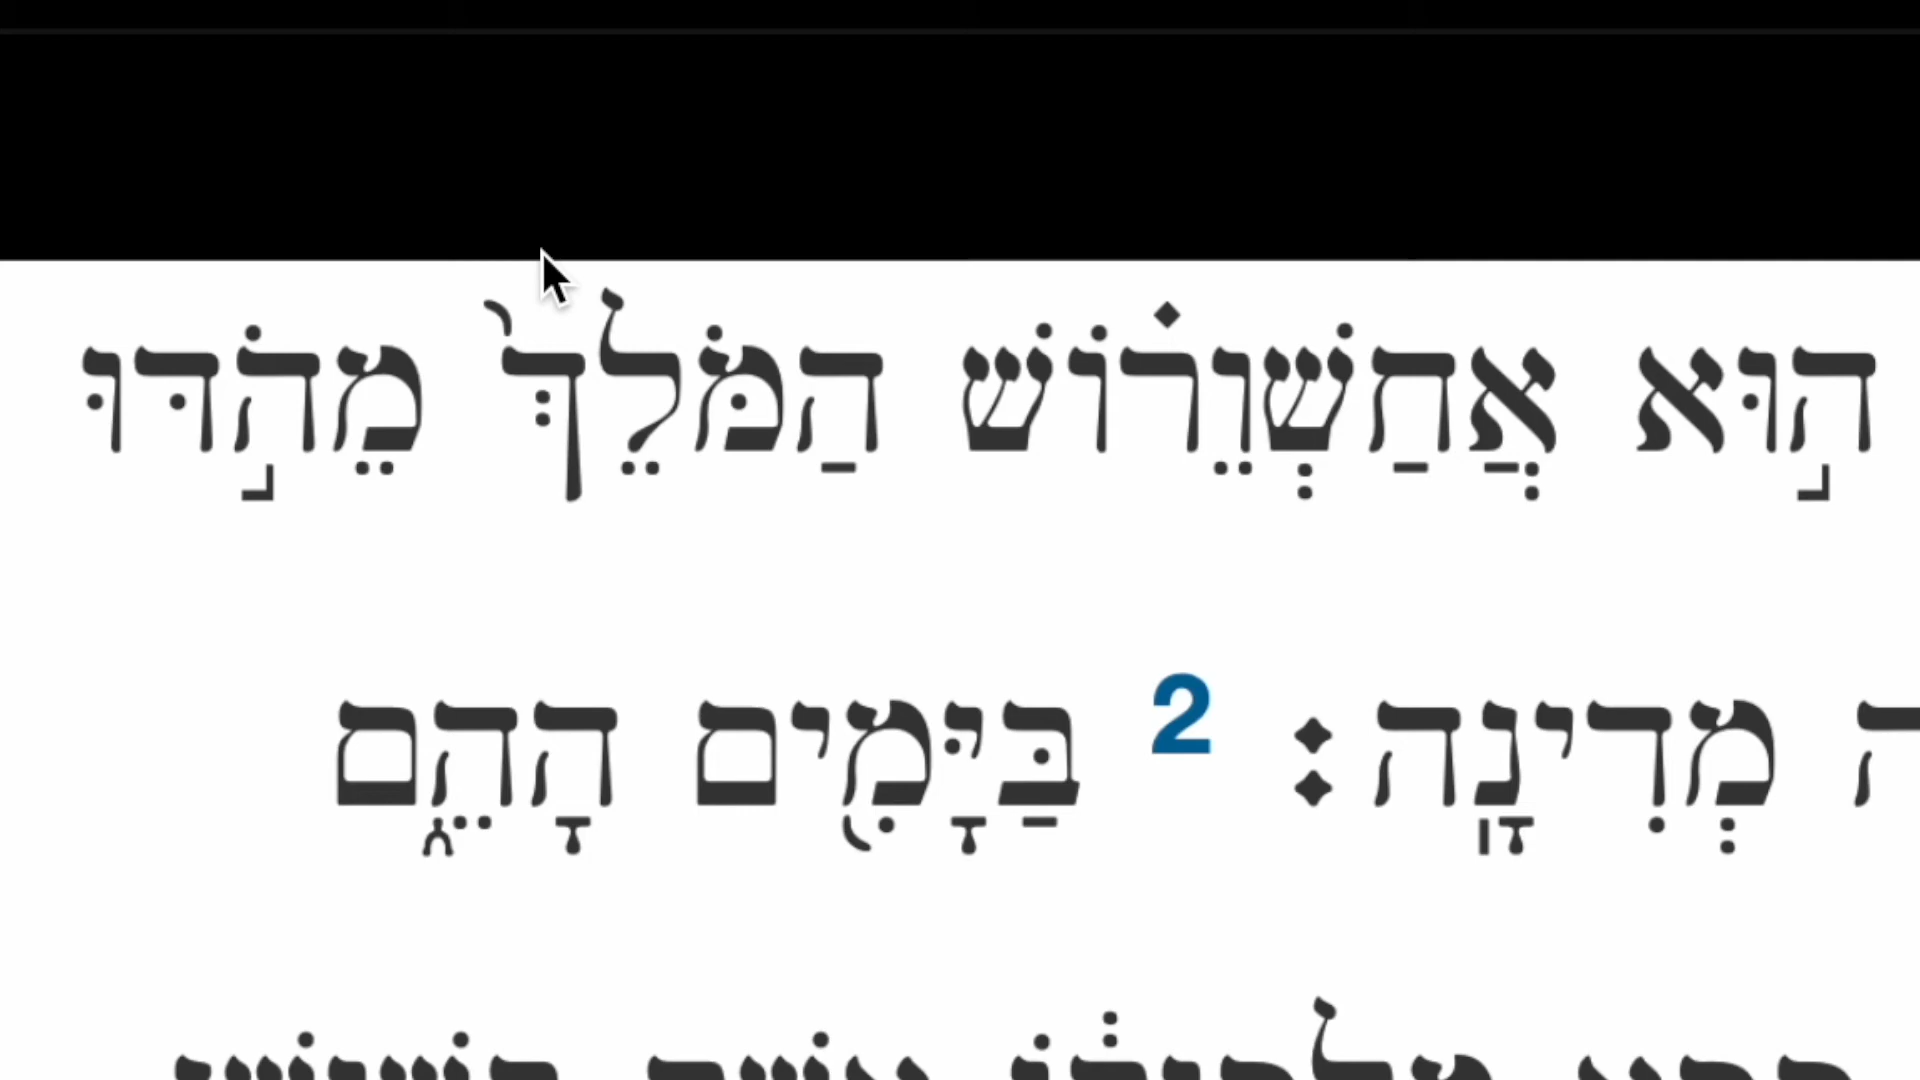 ה֣וּא אֲחַשְׁוֵר֗וֹשׁ הַמֹּלֵךְ֙ מֵהֹ֣דּוּ
מְדִינָֽה׃ 2 בַּיָּמִ֖ים הָהֵ֑ם